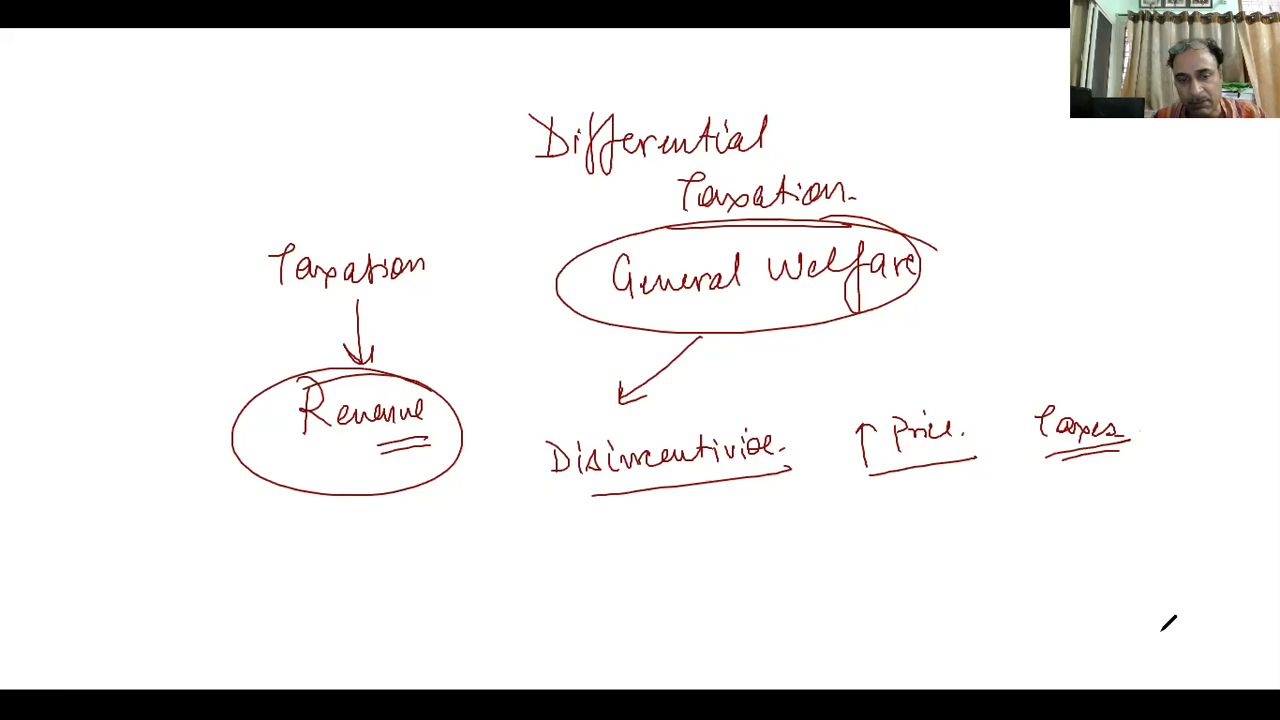 Differential
Taxation.
Taxation
General Welfare
Revenue
Disincentivise.
↑ Price.
Taxes